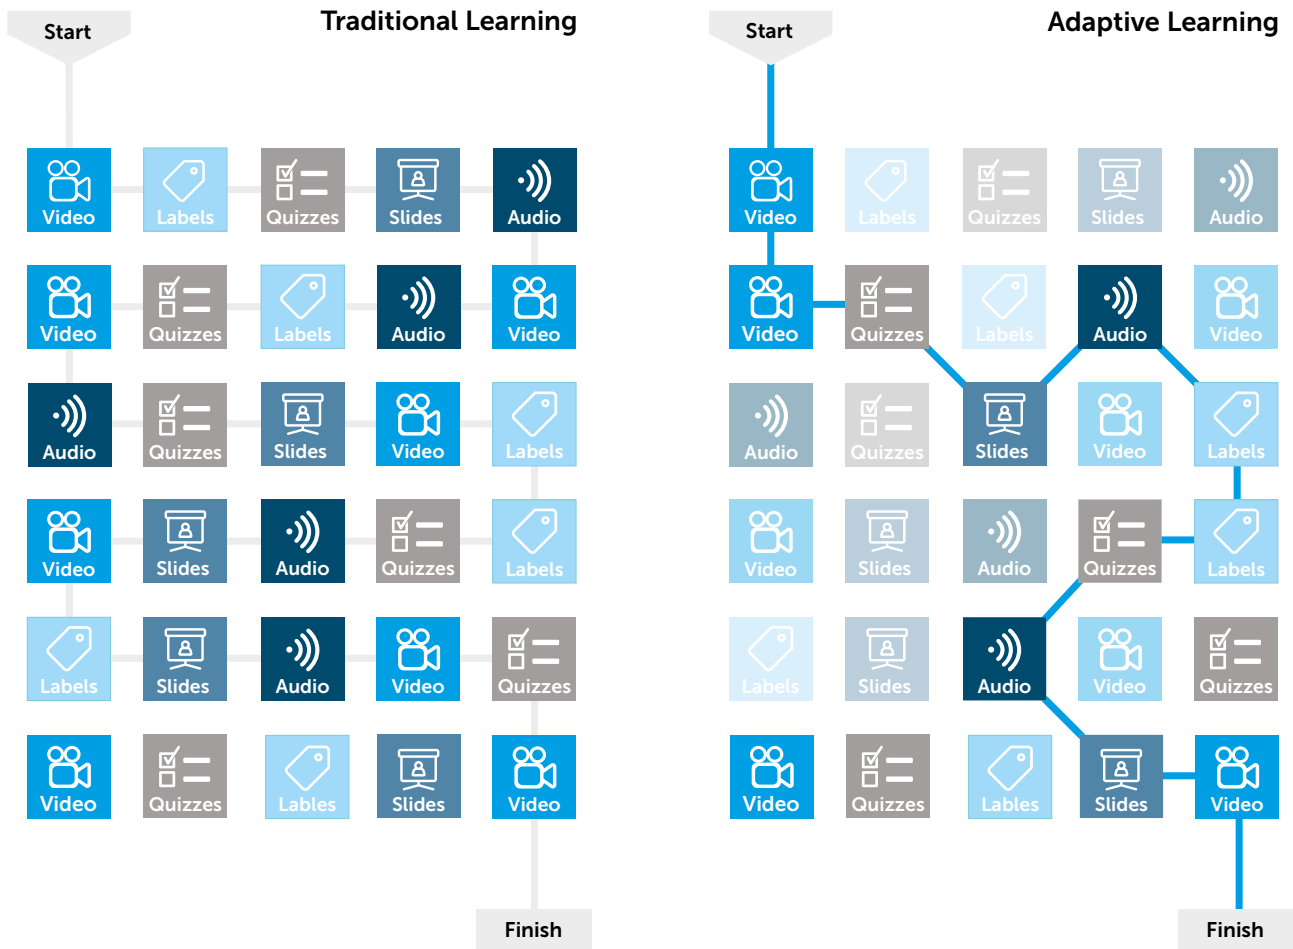 Traditional Learning
Start
Video Labels Quizzes Slides Audio
Video Quizzes Labels Audio Video
Audio Quizzes Slides Video Labels
Video Slides Audio Quizzes Labels
Labels Slides Audio Video Quizzes
Video Quizzes Lables Slides Video
Finish
Adaptive Learning
Start
Video Labels Quizzes Slides Audio
Video Quizzes Labels Audio Video
Audio Quizzes Slides Video Labels
Video Slides Audio Quizzes Labels
Labels Slides Audio Video Quizzes
Video Quizzes Lables Slides Video
Finish